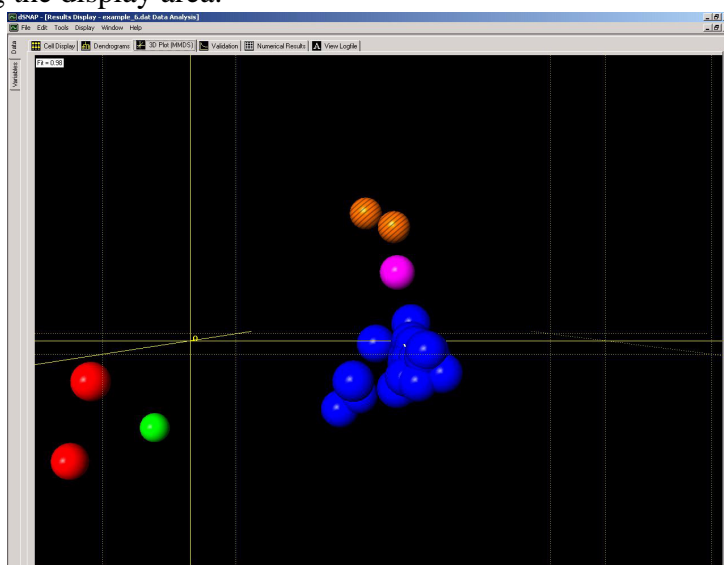 g the display area.
dSNAP - [Results Display - example_6.dat Data Analysis]
File Edit Tools Display Window Help
Cell Display Dendrograms 3D Plot (MMDS) Validation Numerical Results View Logfile
Data
Variables
Fit = 0.98
0